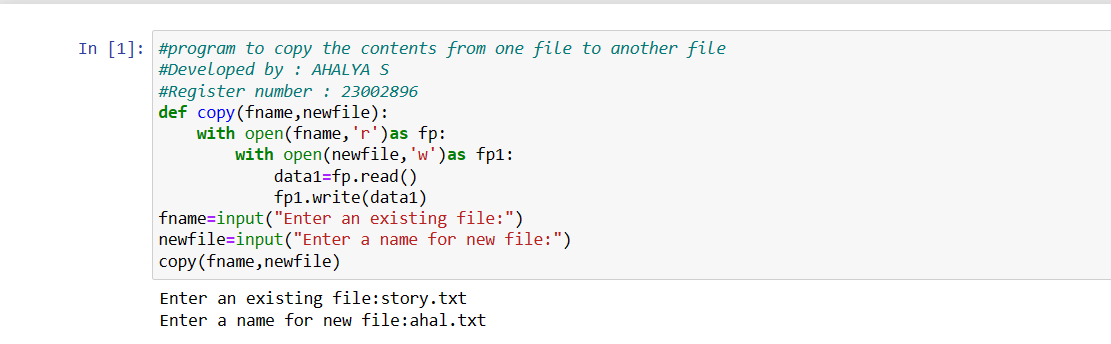 In [1]: #program to copy the contents from one file to another file
#Developed by : AHALYA S
#Register number : 23002896
def copy(fname,newfile):
    with open(fname,'r')as fp:
        with open(newfile,'w')as fp1:
            data1=fp.read()
            fp1.write(data1)
fname=input("Enter an existing file:")
newfile=input("Enter a name for new file:")
copy(fname,newfile)
Enter an existing file:story.txt
Enter a name for new file:ahal.txt